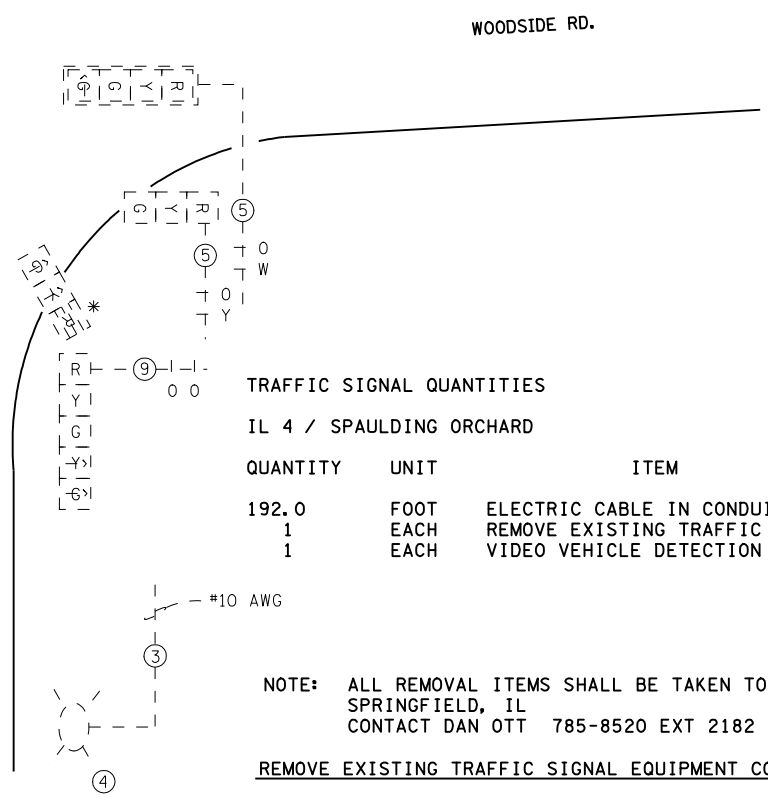 WOODSIDE RD.
G G Y R
G Y R
5
5
O
W
O
Y
G Y R *
R
Y
G
Y
G
9
O O
TRAFFIC SIGNAL QUANTITIES
IL 4 / SPAULDING ORCHARD
QUANTITY UNIT ITEM
192.0 FOOT ELECTRIC CABLE IN CONDUI
1 EACH REMOVE EXISTING TRAFFIC
1 EACH VIDEO VEHICLE DETECTION
#10 AWG
3
NOTE: ALL REMOVAL ITEMS SHALL BE TAKEN TO
SPRINGFIELD, IL
CONTACT DAN OTT 785-8520 EXT 2182
REMOVE EXISTING TRAFFIC SIGNAL EQUIPMENT CO
4